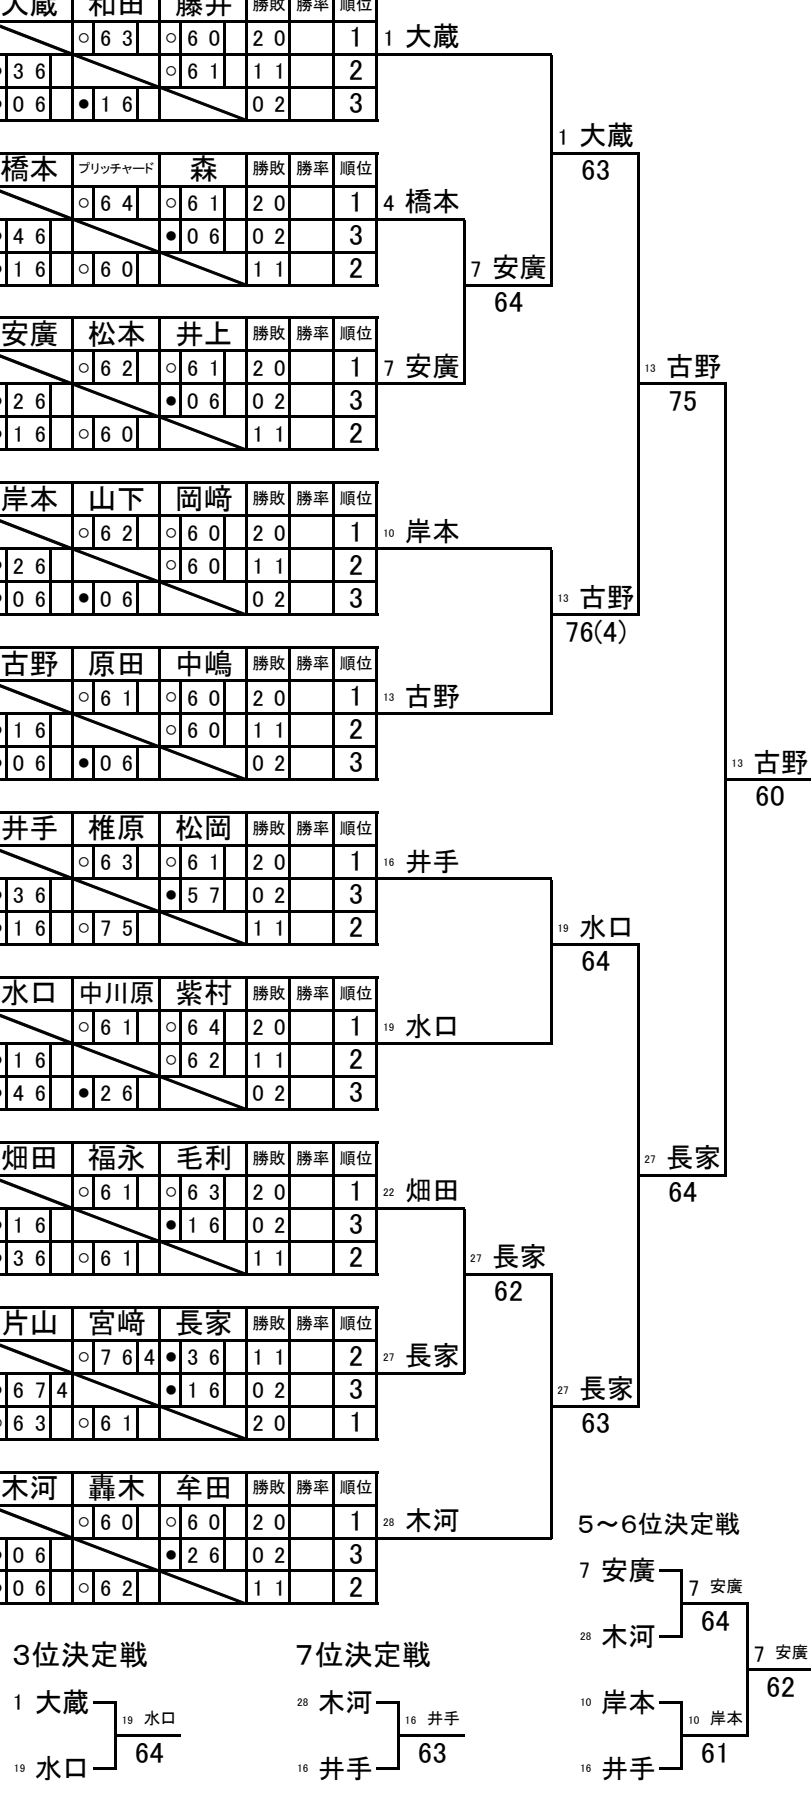 大蔵 和田 藤井 勝敗 勝率 順位
○ 6 3 ○ 6 0 2 0 1 1 大蔵
3 6 ○ 6 1 1 1 2
0 6 ● 1 6 0 2 3
1 大蔵
63
橋本 プリッチャード 森 勝敗 勝率 順位
○ 6 4 ○ 6 1 2 0 1 4 橋本
4 6 ● 0 6 0 2 3
1 6 ○ 6 0 1 1 2 7 安廣
64
安廣 松本 井上 勝敗 勝率 順位
○ 6 2 ○ 6 1 2 0 1 7 安廣 13 古野
2 6 ● 0 6 0 2 3 75
1 6 ○ 6 0 1 1 2
岸本 山下 岡﨑 勝敗 勝率 順位
○ 6 2 ○ 6 0 2 0 1 10 岸本
2 6 ○ 6 0 1 1 2
0 6 ● 0 6 0 2 3 13 古野
76(4)
古野 原田 中嶋 勝敗 勝率 順位
○ 6 1 ○ 6 0 2 0 1 13 古野
1 6 ○ 6 0 1 1 2
0 6 ● 0 6 0 2 3 13 古野
60
井手 椎原 松岡 勝敗 勝率 順位
○ 6 3 ○ 6 1 2 0 1 16 井手
3 6 ● 5 7 0 2 3
1 6 ○ 7 5 1 1 2 19 水口
64
水口 中川原 紫村 勝敗 勝率 順位
○ 6 1 ○ 6 4 2 0 1 19 水口
1 6 ○ 6 2 1 1 2
4 6 ● 2 6 0 2 3
畑田 福永 毛利 勝敗 勝率 順位 27 長家
○ 6 1 ○ 6 3 2 0 1 22 畑田 64
1 6 ● 1 6 0 2 3
3 6 ○ 6 1 1 1 2 27 長家
62
片山 宮﨑 長家 勝敗 勝率 順位
○ 7 6 4 ● 3 6 1 1 2 27 長家
6 7 4 ● 1 6 0 2 3 27 長家
6 3 ○ 6 1 2 0 1 63
木河 轟木 牟田 勝敗 勝率 順位
○ 6 0 ○ 6 0 2 0 1 28 木河 5～6位決定戦
0 6 ● 2 6 0 2 3 7 安廣
0 6 ○ 6 2 1 1 2 7 安廣
64
28 木河
3位決定戦 7位決定戦 7 安廣
62
1 大蔵 28 木河 10 岸本
19 水口 16 井手 10 岸本
64 63 61
19 水口 16 井手 16 井手